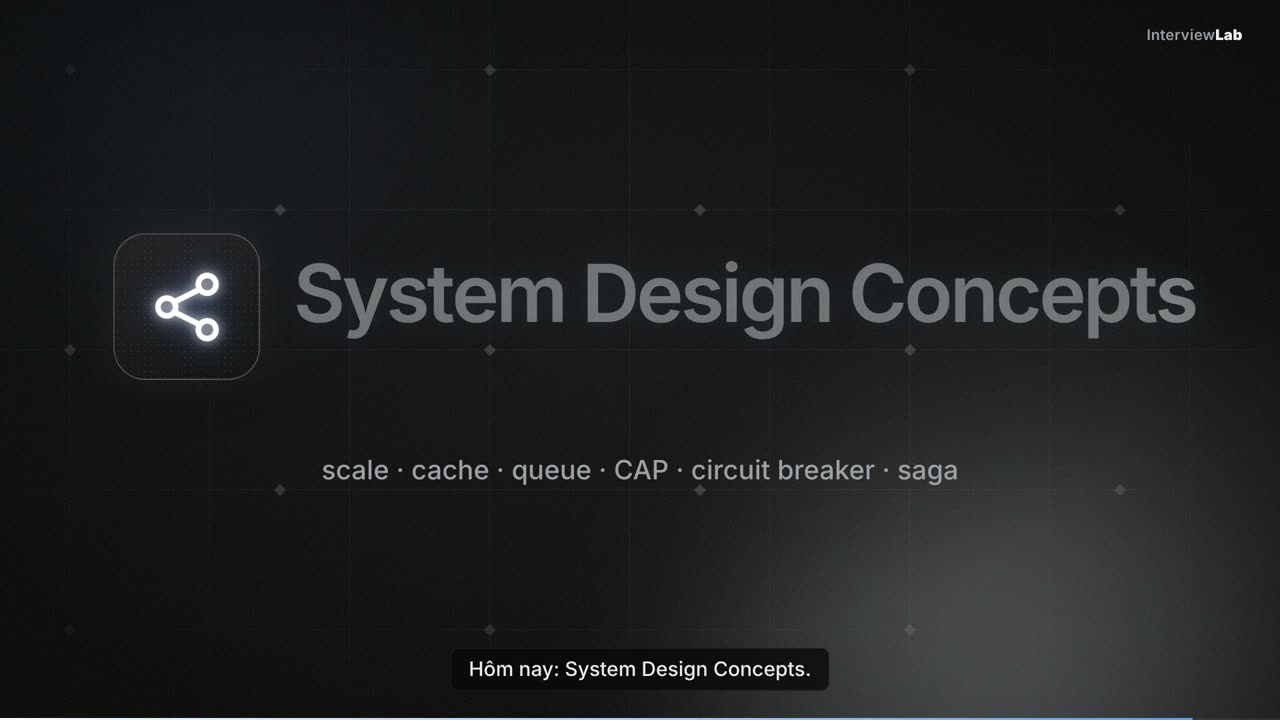 InterviewLab
System Design Concepts
scale · cache · queue · CAP · circuit breaker · saga
Hôm nay: System Design Concepts.